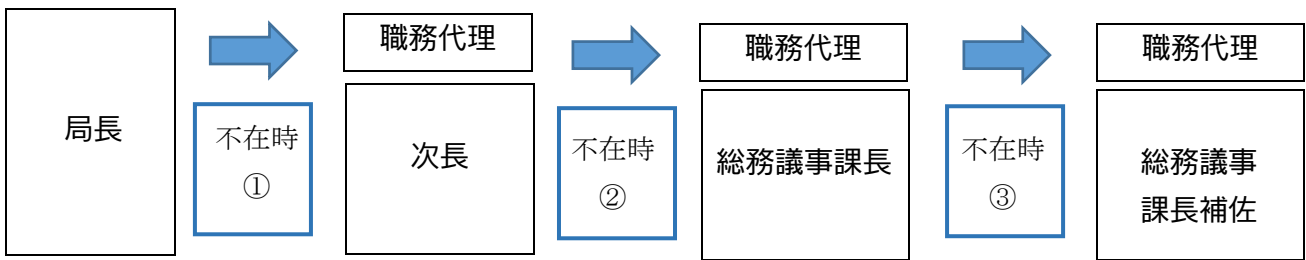 局長
不在時
①
職務代理
次長
不在時
②
職務代理
総務議事課長
不在時
③
職務代理
総務議事
課長補佐